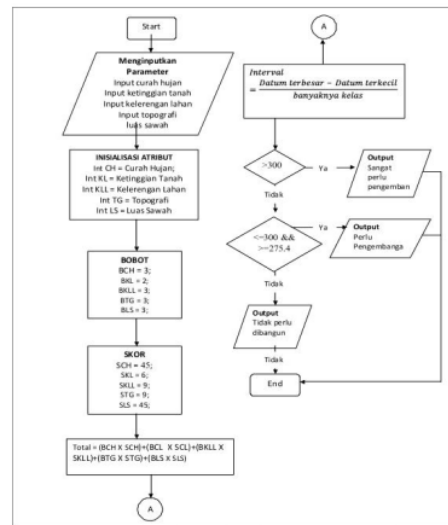 Start
Menginputkan
Parameter
Input curah hujan
Input ketinggian tanah
Input kelerengan lahan
Input topografi
luas sawah
INISIALISASI ATRIBUT
Int CH = Curah Hujan;
Int KL = Ketinggian Tanah
Int KLL = Kelerengan Lahan
Int TG = Topografi
Int LS = Luas Sawah
BOBOT
BCH = 3;
BKL = 2;
BKLL = 3;
BTG = 3;
BLS = 3;
SKOR
SCH = 45;
SKL = 6;
SKLL = 9;
STG = 9;
SLS = 45;
Total = (BCH X SCH)+(BCL X SCL)+(BKLL X
SKLL)+(BTG X STG)+(BLS X SLS)
A
A
Interval
= Datum terbesar − Datum terkecil
banyaknya kelas
>300
Ya
Output
Sangat
perlu
pengemban
Tidak
<=300 &&
>=275.4
Ya
Output
Perlu
Pengembanga
Tidak
Output
Tidak perlu
dibangun
Tidak
End